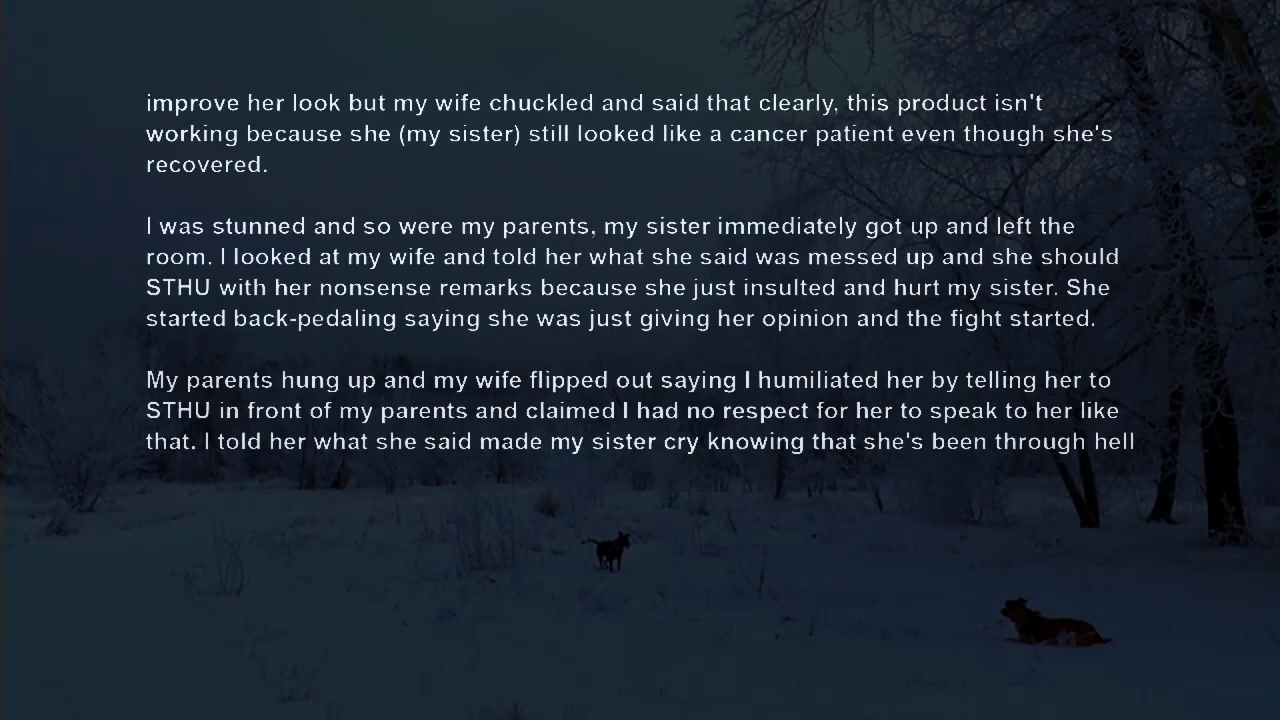 improve her look but my wife chuckled and said that clearly, this product isn't
working because she (my sister) still looked like a cancer patient even though she's
recovered.
I was stunned and so were my parents, my sister immediately got up and left the
room. I looked at my wife and told her what she said was messed up and she should
STHU with her nonsense remarks because she just insulted and hurt my sister. She
started back-pedaling saying she was just giving her opinion and the fight started.
My parents hung up and my wife flipped out saying I humiliated her by telling her to
STHU in front of my parents and claimed I had no respect for her to speak to her like
that. I told her what she said made my sister cry knowing that she's been through hell